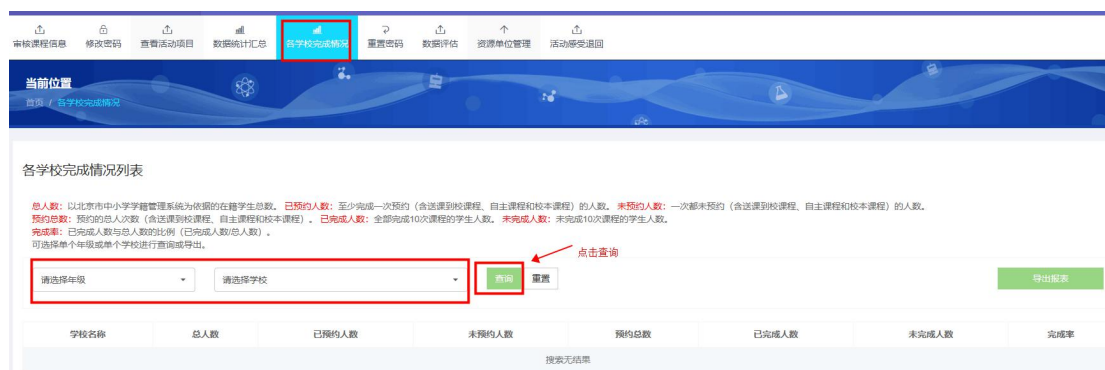 审核课程信息 修改密码 查看活动项目 数据统计汇总 各学校完成情况 重置密码 数据评估 资源单位管理 活动感受退回
当前位置
首页 / 各学校完成情况
各学校完成情况列表
总人数：以北京市中小学学籍管理系统为依据的在籍学生总数。 已预约人数：至少完成一次预约（含送课到校课程、自主课程和校本课程）的人数。 未预约人数：一次都未预约（含送课到校课程、自主课程和校本课程）的人数。
预约总数：预约的总人次数（含送课到校课程、自主课程和校本课程）。 已完成人数：全部完成10次课程的学生人数。 未完成人数：未完成10次课程的学生人数。
完成率：已完成人数与总人数的比例（已完成人数/总人数）。
可选择单个年级或单个学校进行查询或导出。
点击查询
请选择年级 请选择学校 查询 重置 导出报表
学校名称 总人数 已预约人数 未预约人数 预约总数 已完成人数 未完成人数 完成率
搜索无结果